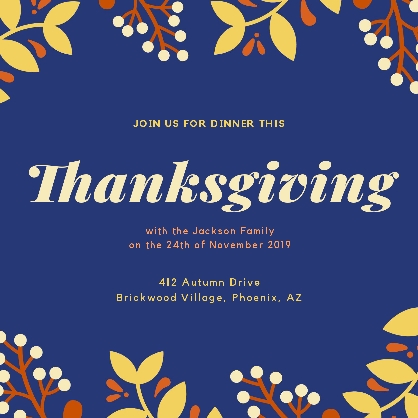 JOIN US FOR DINNER THIS
Thanksgiving
with the Jackson Family
on the 24th of November 2019
412 Autumn Drive
Brickwood Village, Phoenix, AZ